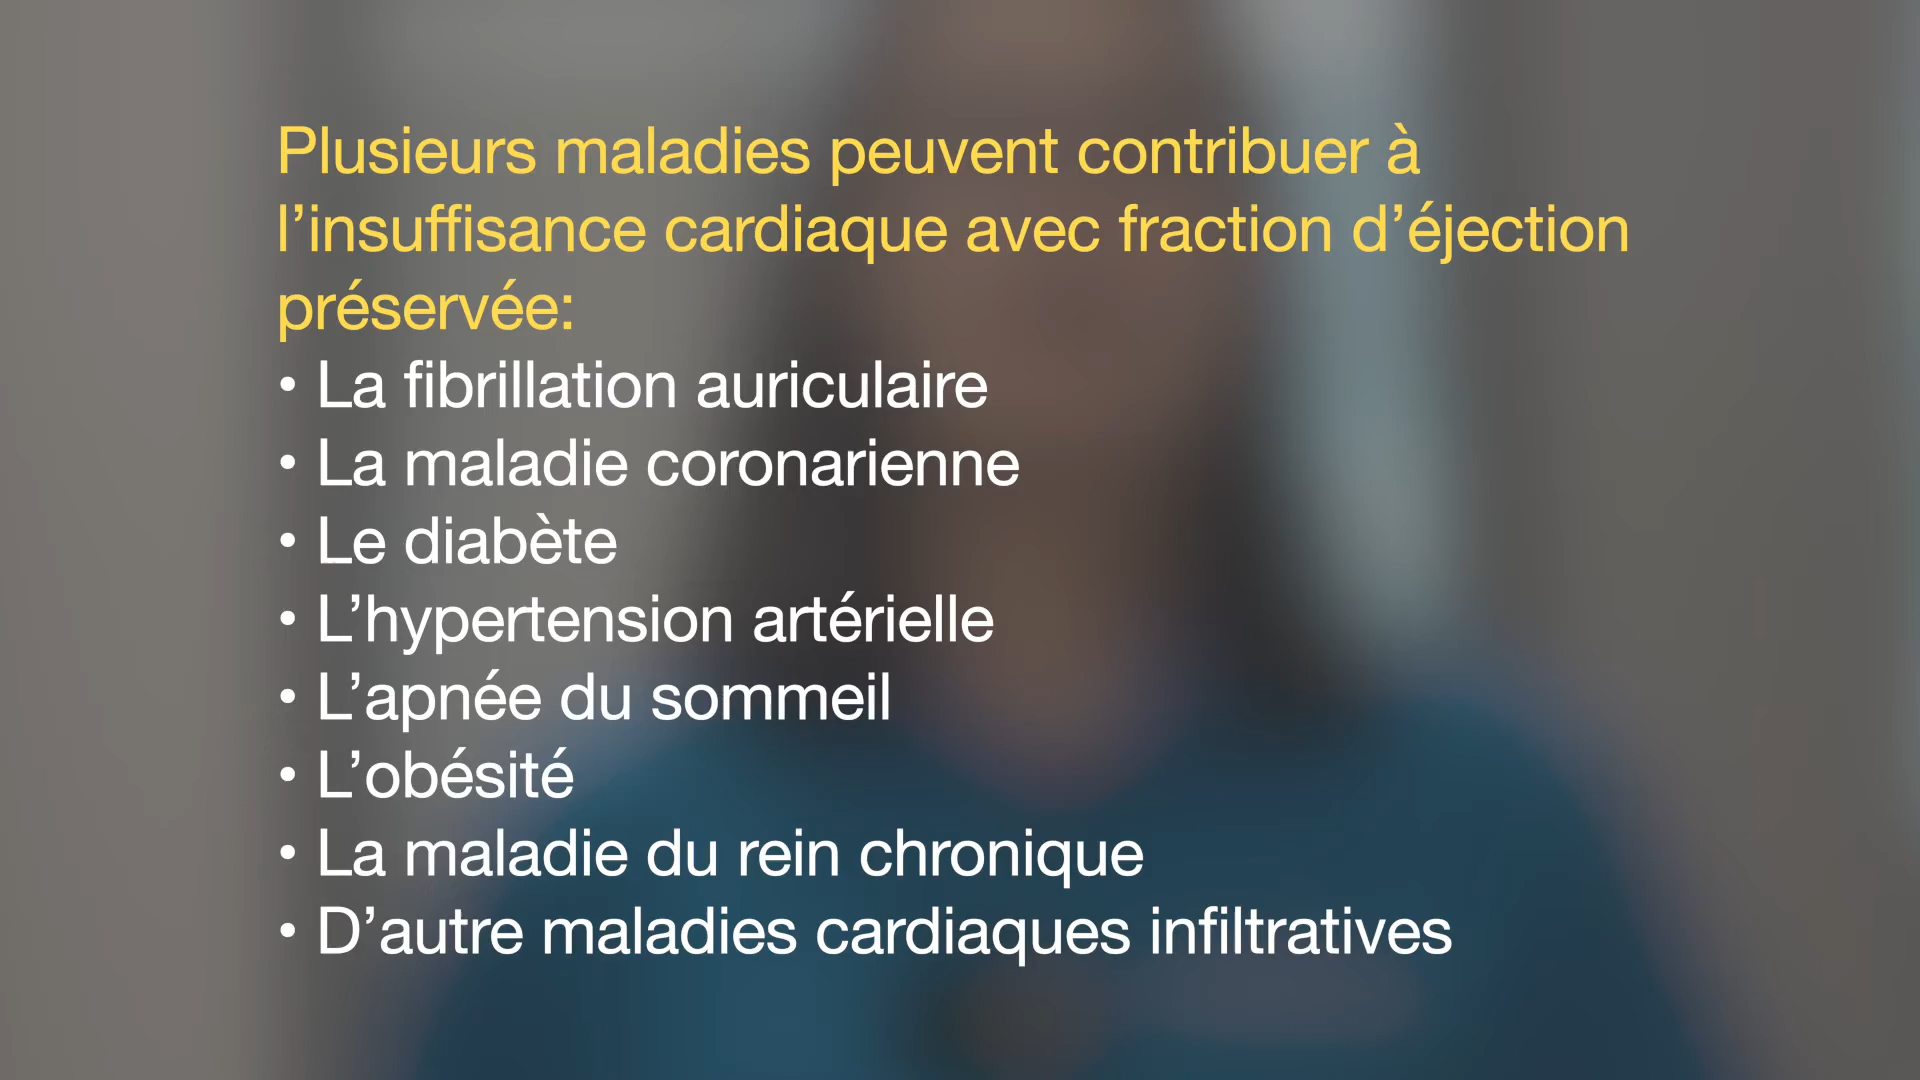 Plusieurs maladies peuvent contribuer à
l’insuffisance cardiaque avec fraction d’éjection
préservée:
• La fibrillation auriculaire
• La maladie coronarienne
• Le diabète
• L’hypertension artérielle
• L’apnée du sommeil
• L’obésité
• La maladie du rein chronique
• D’autre maladies cardiaques infiltratives